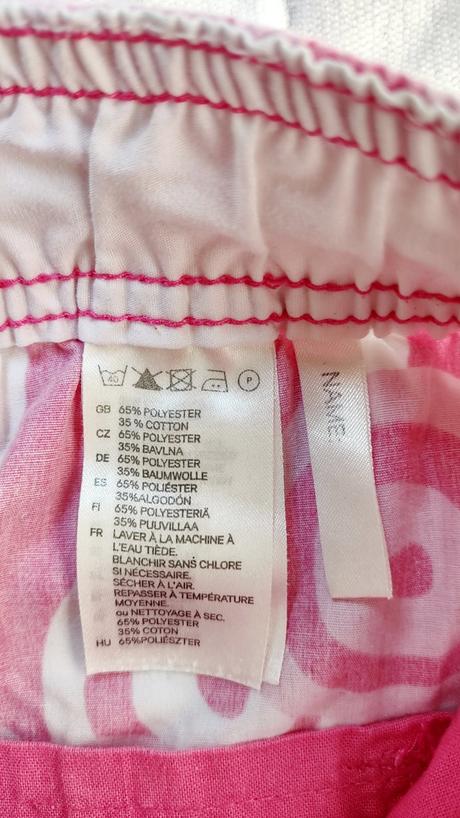 40
P
GB 65% POLYESTER
35 % COTTON
CZ 65% POLYESTER
35% BAVLNA
DE 65% POLYESTER
35% BAUMWOLLE
ES 65% POLIÉSTER
35%ALGODÓN
FI 65% POLYESTERIÄ
35% PUUVILLAA
FR LAVER À LA MACHINE À
L'EAU TIÈDE.
BLANCHIR SANS CHLORE
SI NÉCESSAIRE.
SÉCHER À L'AIR.
REPASSER À TEMPÉRATURE
MOYENNE.
ou NETTOYAGE À SEC.
65% POLYESTER
35% COTON
HU 65%POLIÉSZTER
NAME: